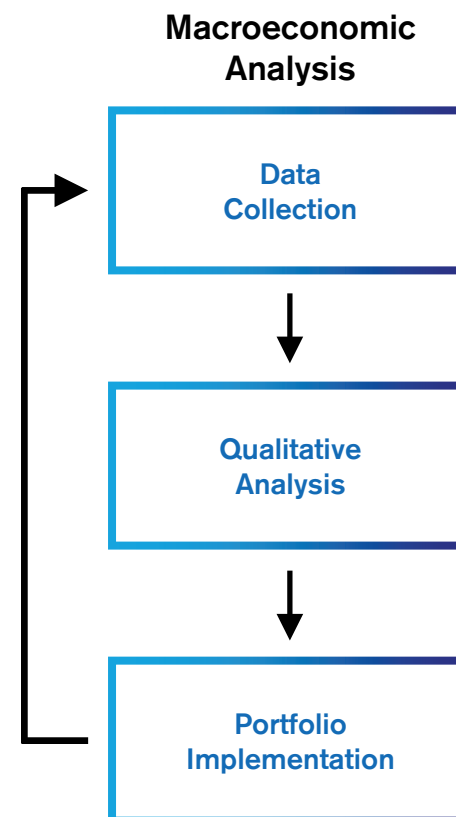 Macroeconomic
Analysis
Data
Collection
Qualitative
Analysis
Portfolio
Implementation